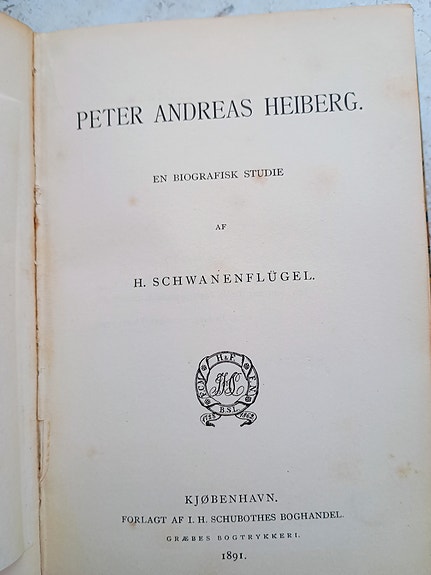 PETER ANDREAS HEIBERG.
EN BIOGRAFISK STUDIE
AF
H. SCHWANENFLÜGEL.
H & F.
B.S.I.
KJØBENHAVN.
FORLAGT AF I. H. SCHUBOTHES BOGHANDEL.
GRÆBES BOGTRYKKERI.
1891.